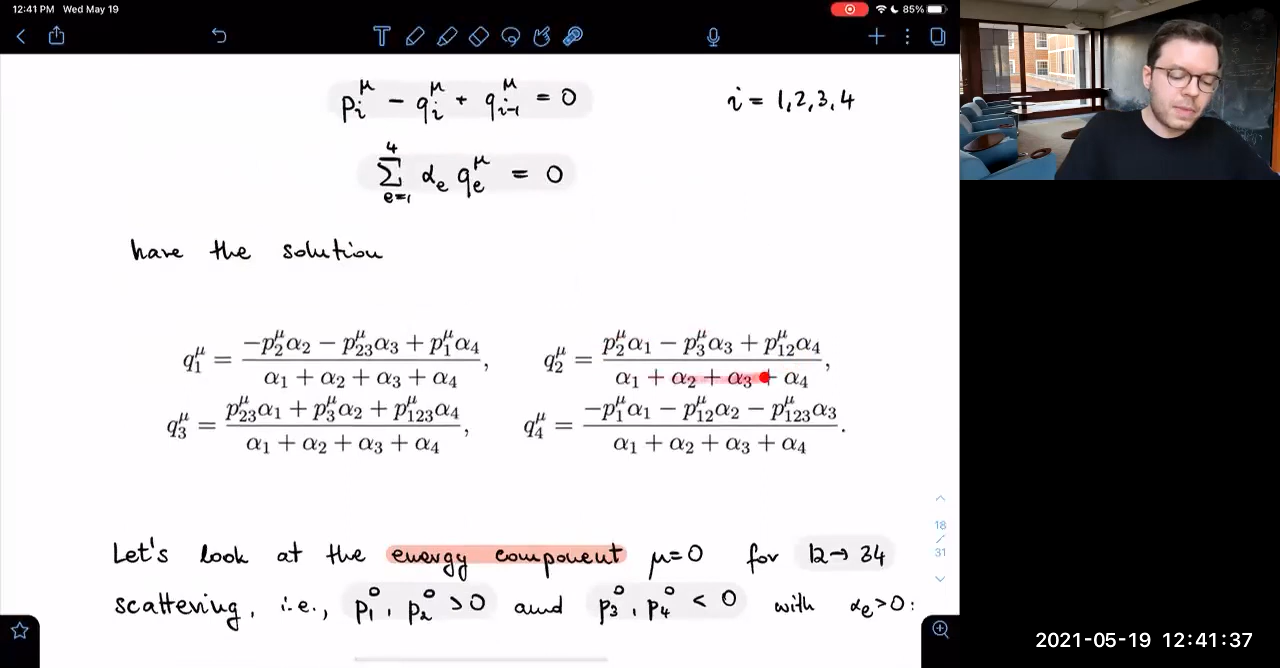 12:41 PM Wed May 19
85%
p_i^μ − q_i^μ + q_{i-1}^μ = 0   i = 1,2,3,4
∑_{e=1}^4 α_e q_e^μ = 0
have the solution
q_1^μ = (−p_2^μ α_2 − p_{23}^μ α_3 + p_1^μ α_4) / (α_1 + α_2 + α_3 + α_4),   q_2^μ = (p_2^μ α_1 − p_3^μ α_3 + p_{12}^μ α_4) / (α_1 + α_2 + α_3 + α_4),
q_3^μ = (p_{23}^μ α_1 + p_3^μ α_2 + p_{123}^μ α_4) / (α_1 + α_2 + α_3 + α_4),   q_4^μ = (−p_1^μ α_1 − p_{12}^μ α_2 − p_{123}^μ α_3) / (α_1 + α_2 + α_3 + α_4).
18
/
31
Let's look at the energy component μ=0 for 12→34
scattering, i.e., p_1^0, p_2^0 > 0 and p_3^0, p_4^0 < 0 with α_e>0:
2021-05-19 12:41:37